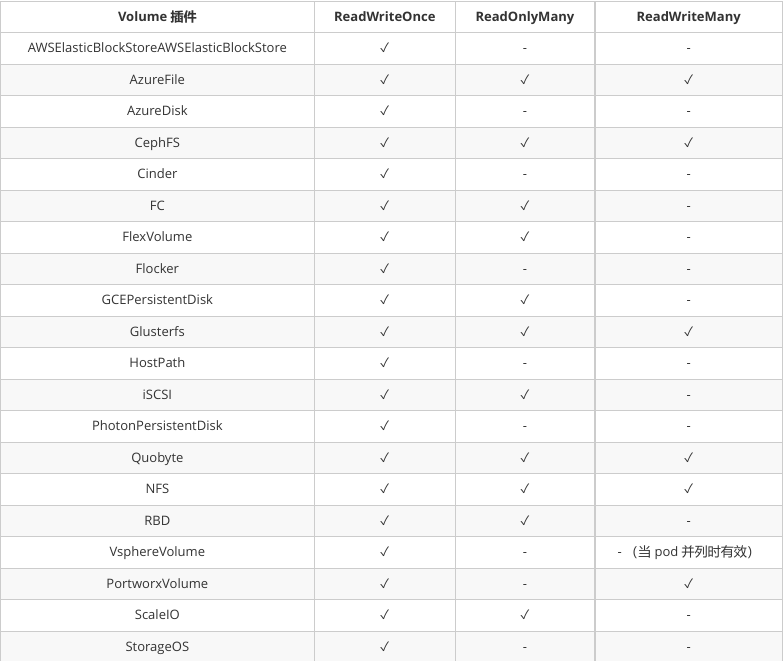 Volume 插件 ReadWriteOnce ReadOnlyMany ReadWriteMany
AWSElasticBlockStoreAWSElasticBlockStore ✓ - -
AzureFile ✓ ✓ ✓
AzureDisk ✓ - -
CephFS ✓ ✓ ✓
Cinder ✓ - -
FC ✓ ✓ -
FlexVolume ✓ ✓ -
Flocker ✓ - -
GCEPersistentDisk ✓ ✓ -
Glusterfs ✓ ✓ ✓
HostPath ✓ - -
iSCSI ✓ ✓ -
PhotonPersistentDisk ✓ - -
Quobyte ✓ ✓ ✓
NFS ✓ ✓ ✓
RBD ✓ ✓ -
VsphereVolume ✓ - - （当 pod 并列时有效）
PortworxVolume ✓ - ✓
ScaleIO ✓ ✓ -
StorageOS ✓ - -